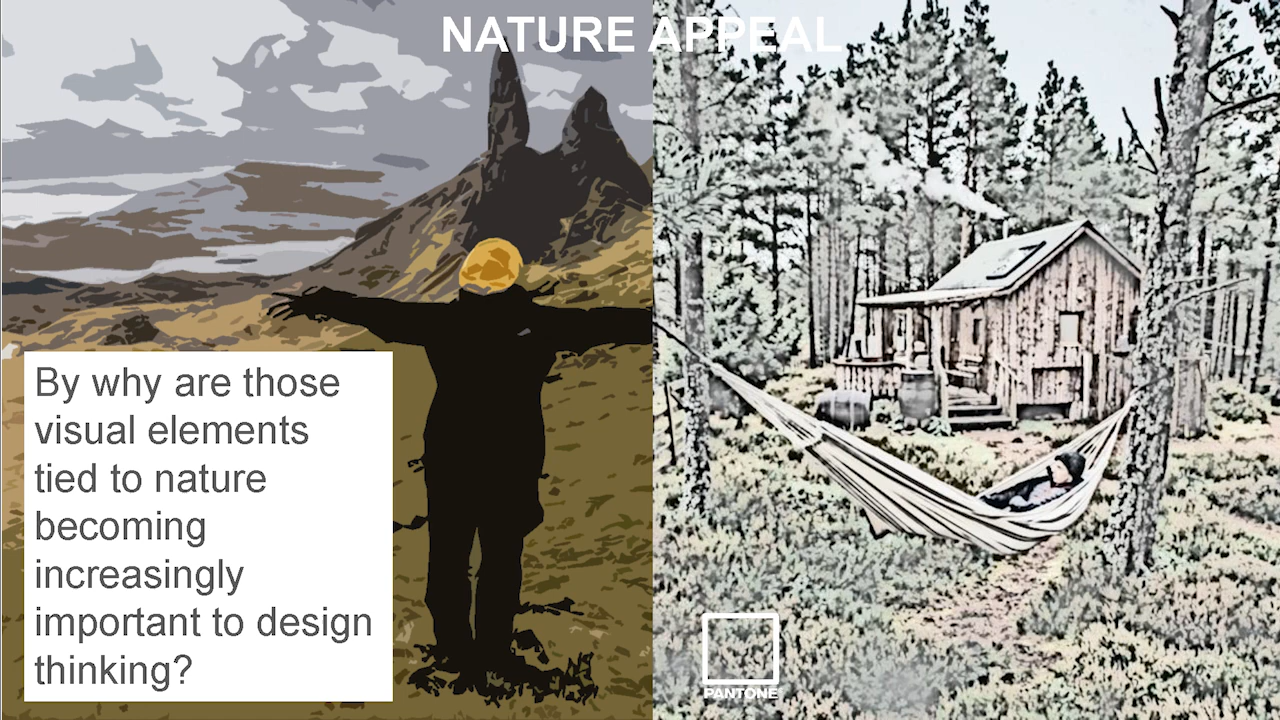 NATURE APPEAL
By why are those
visual elements
tied to nature
becoming
increasingly
important to design
thinking?
PANTONE